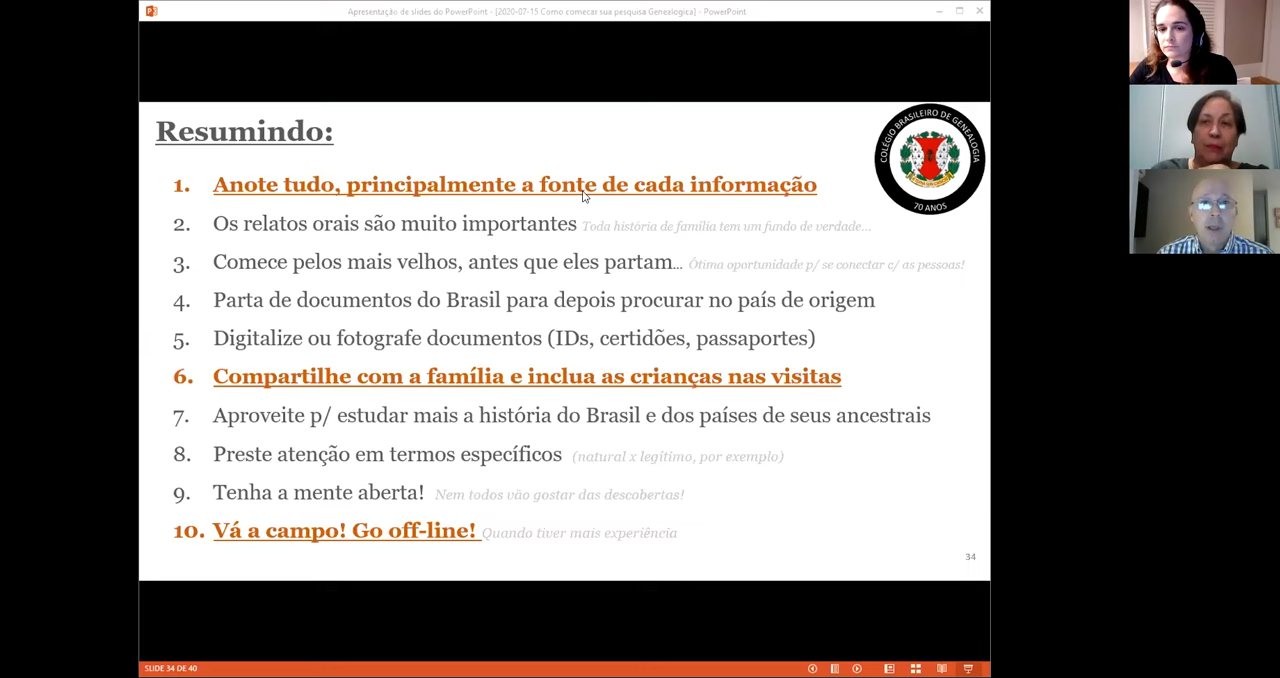 Apresentação de slides do PowerPoint - [2020-07-15 Como começar sua pesquisa Genealogica] - PowerPoint
Resumindo:
COLÉGIO BRASILEIRO DE GENEALOGIA
70 ANOS
1. Anote tudo, principalmente a fonte de cada informação
2. Os relatos orais são muito importantes Toda história de família tem um fundo de verdade...
3. Comece pelos mais velhos, antes que eles partam... Ótima oportunidade p/ se conectar c/ as pessoas!
4. Parta de documentos do Brasil para depois procurar no país de origem
5. Digitalize ou fotografe documentos (IDs, certidões, passaportes)
6. Compartilhe com a família e inclua as crianças nas visitas
7. Aproveite p/ estudar mais a história do Brasil e dos países de seus ancestrais
8. Preste atenção em termos específicos (natural x legítimo, por exemplo)
9. Tenha a mente aberta! Nem todos vão gostar das descobertas!
10. Vá a campo! Go off-line! Quando tiver mais experiência
34
SLIDE 34 DE 40